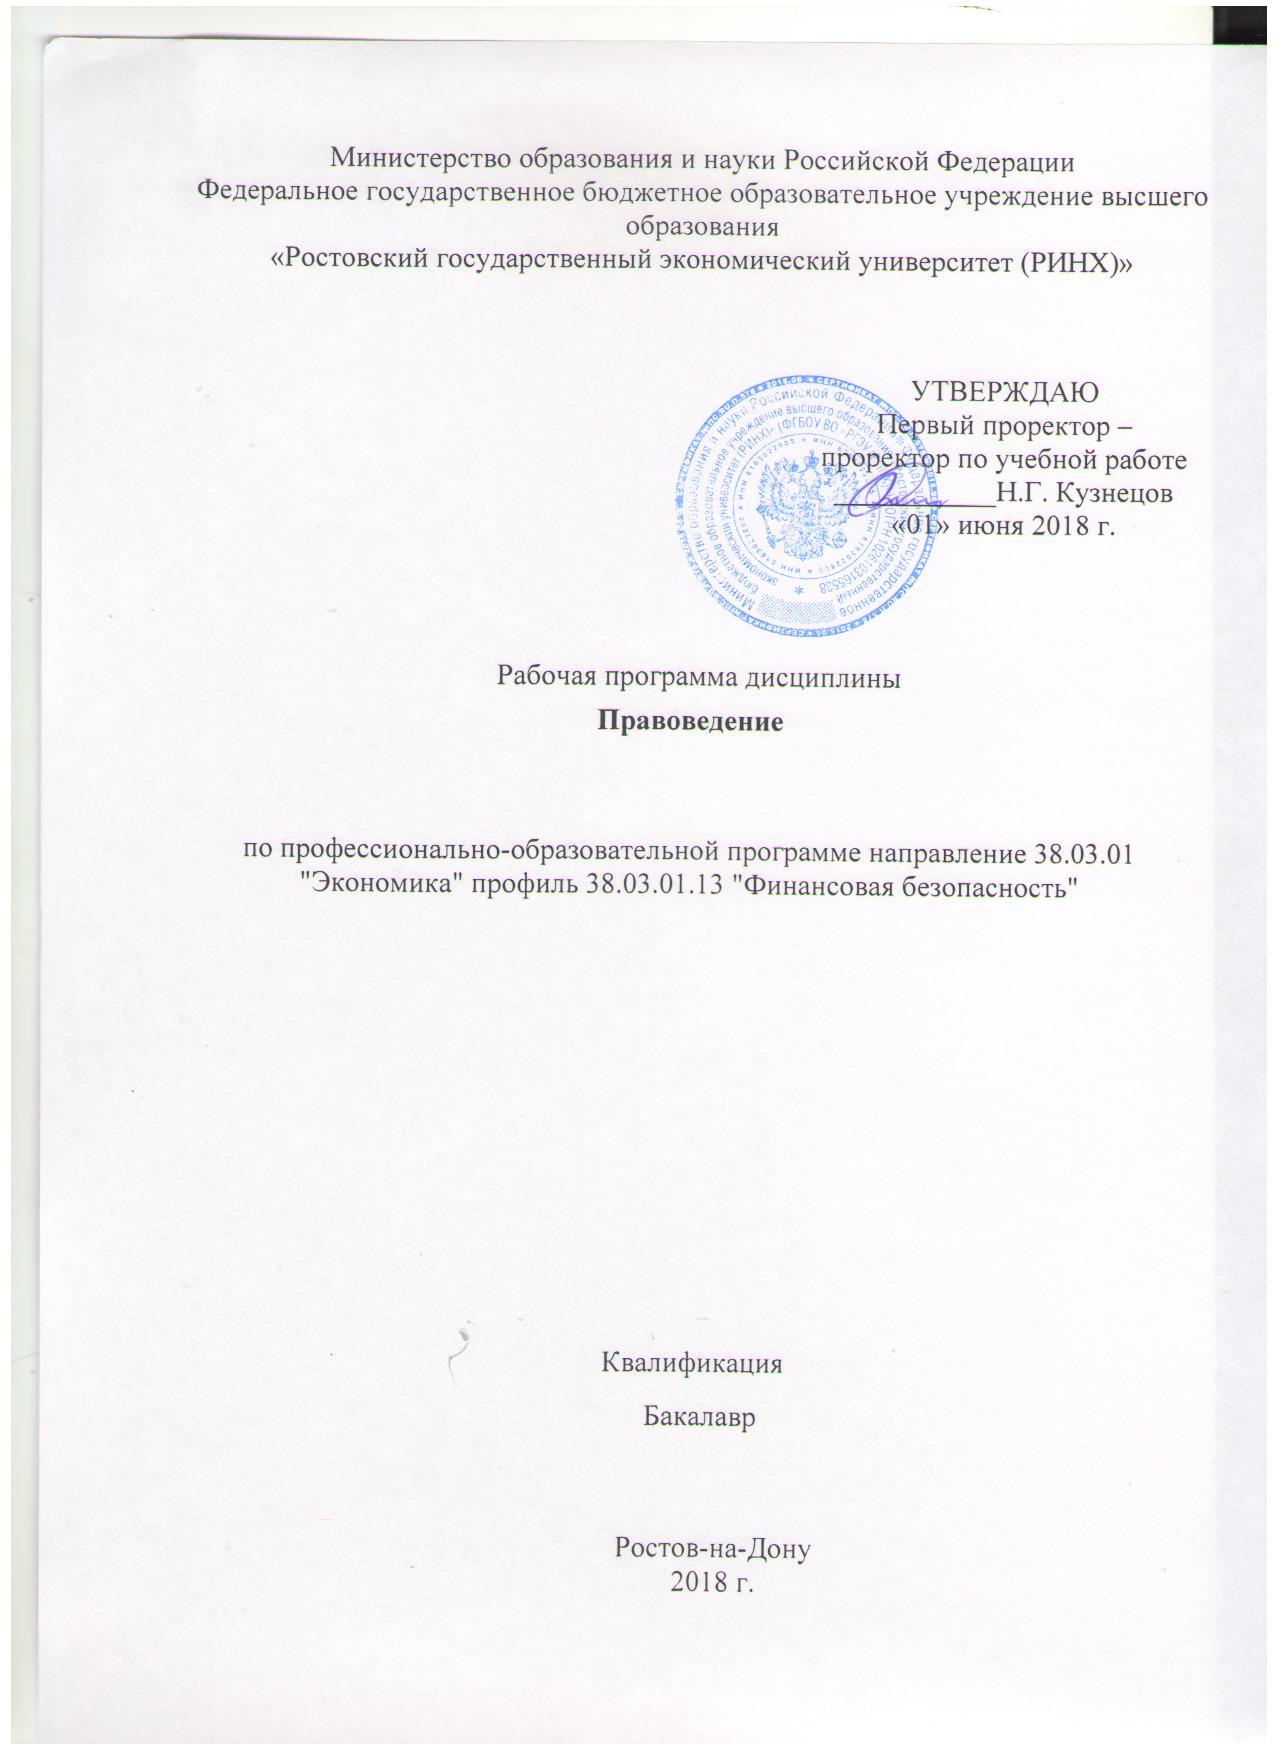 Министерство образования и науки Российской Федерации
Федеральное государственное бюджетное образовательное учреждение высшего
образования
«Ростовский государственный экономический университет (РИНХ)»
УТВЕРЖДАЮ
Первый проректор –
проректор по учебной работе
Н.Г. Кузнецов
«01» июня 2018 г.
Рабочая программа дисциплины
Правоведение
по профессионально-образовательной программе направление 38.03.01
"Экономика" профиль 38.03.01.13 "Финансовая безопасность"
Квалификация
Бакалавр
Ростов-на-Дону
2018 г.